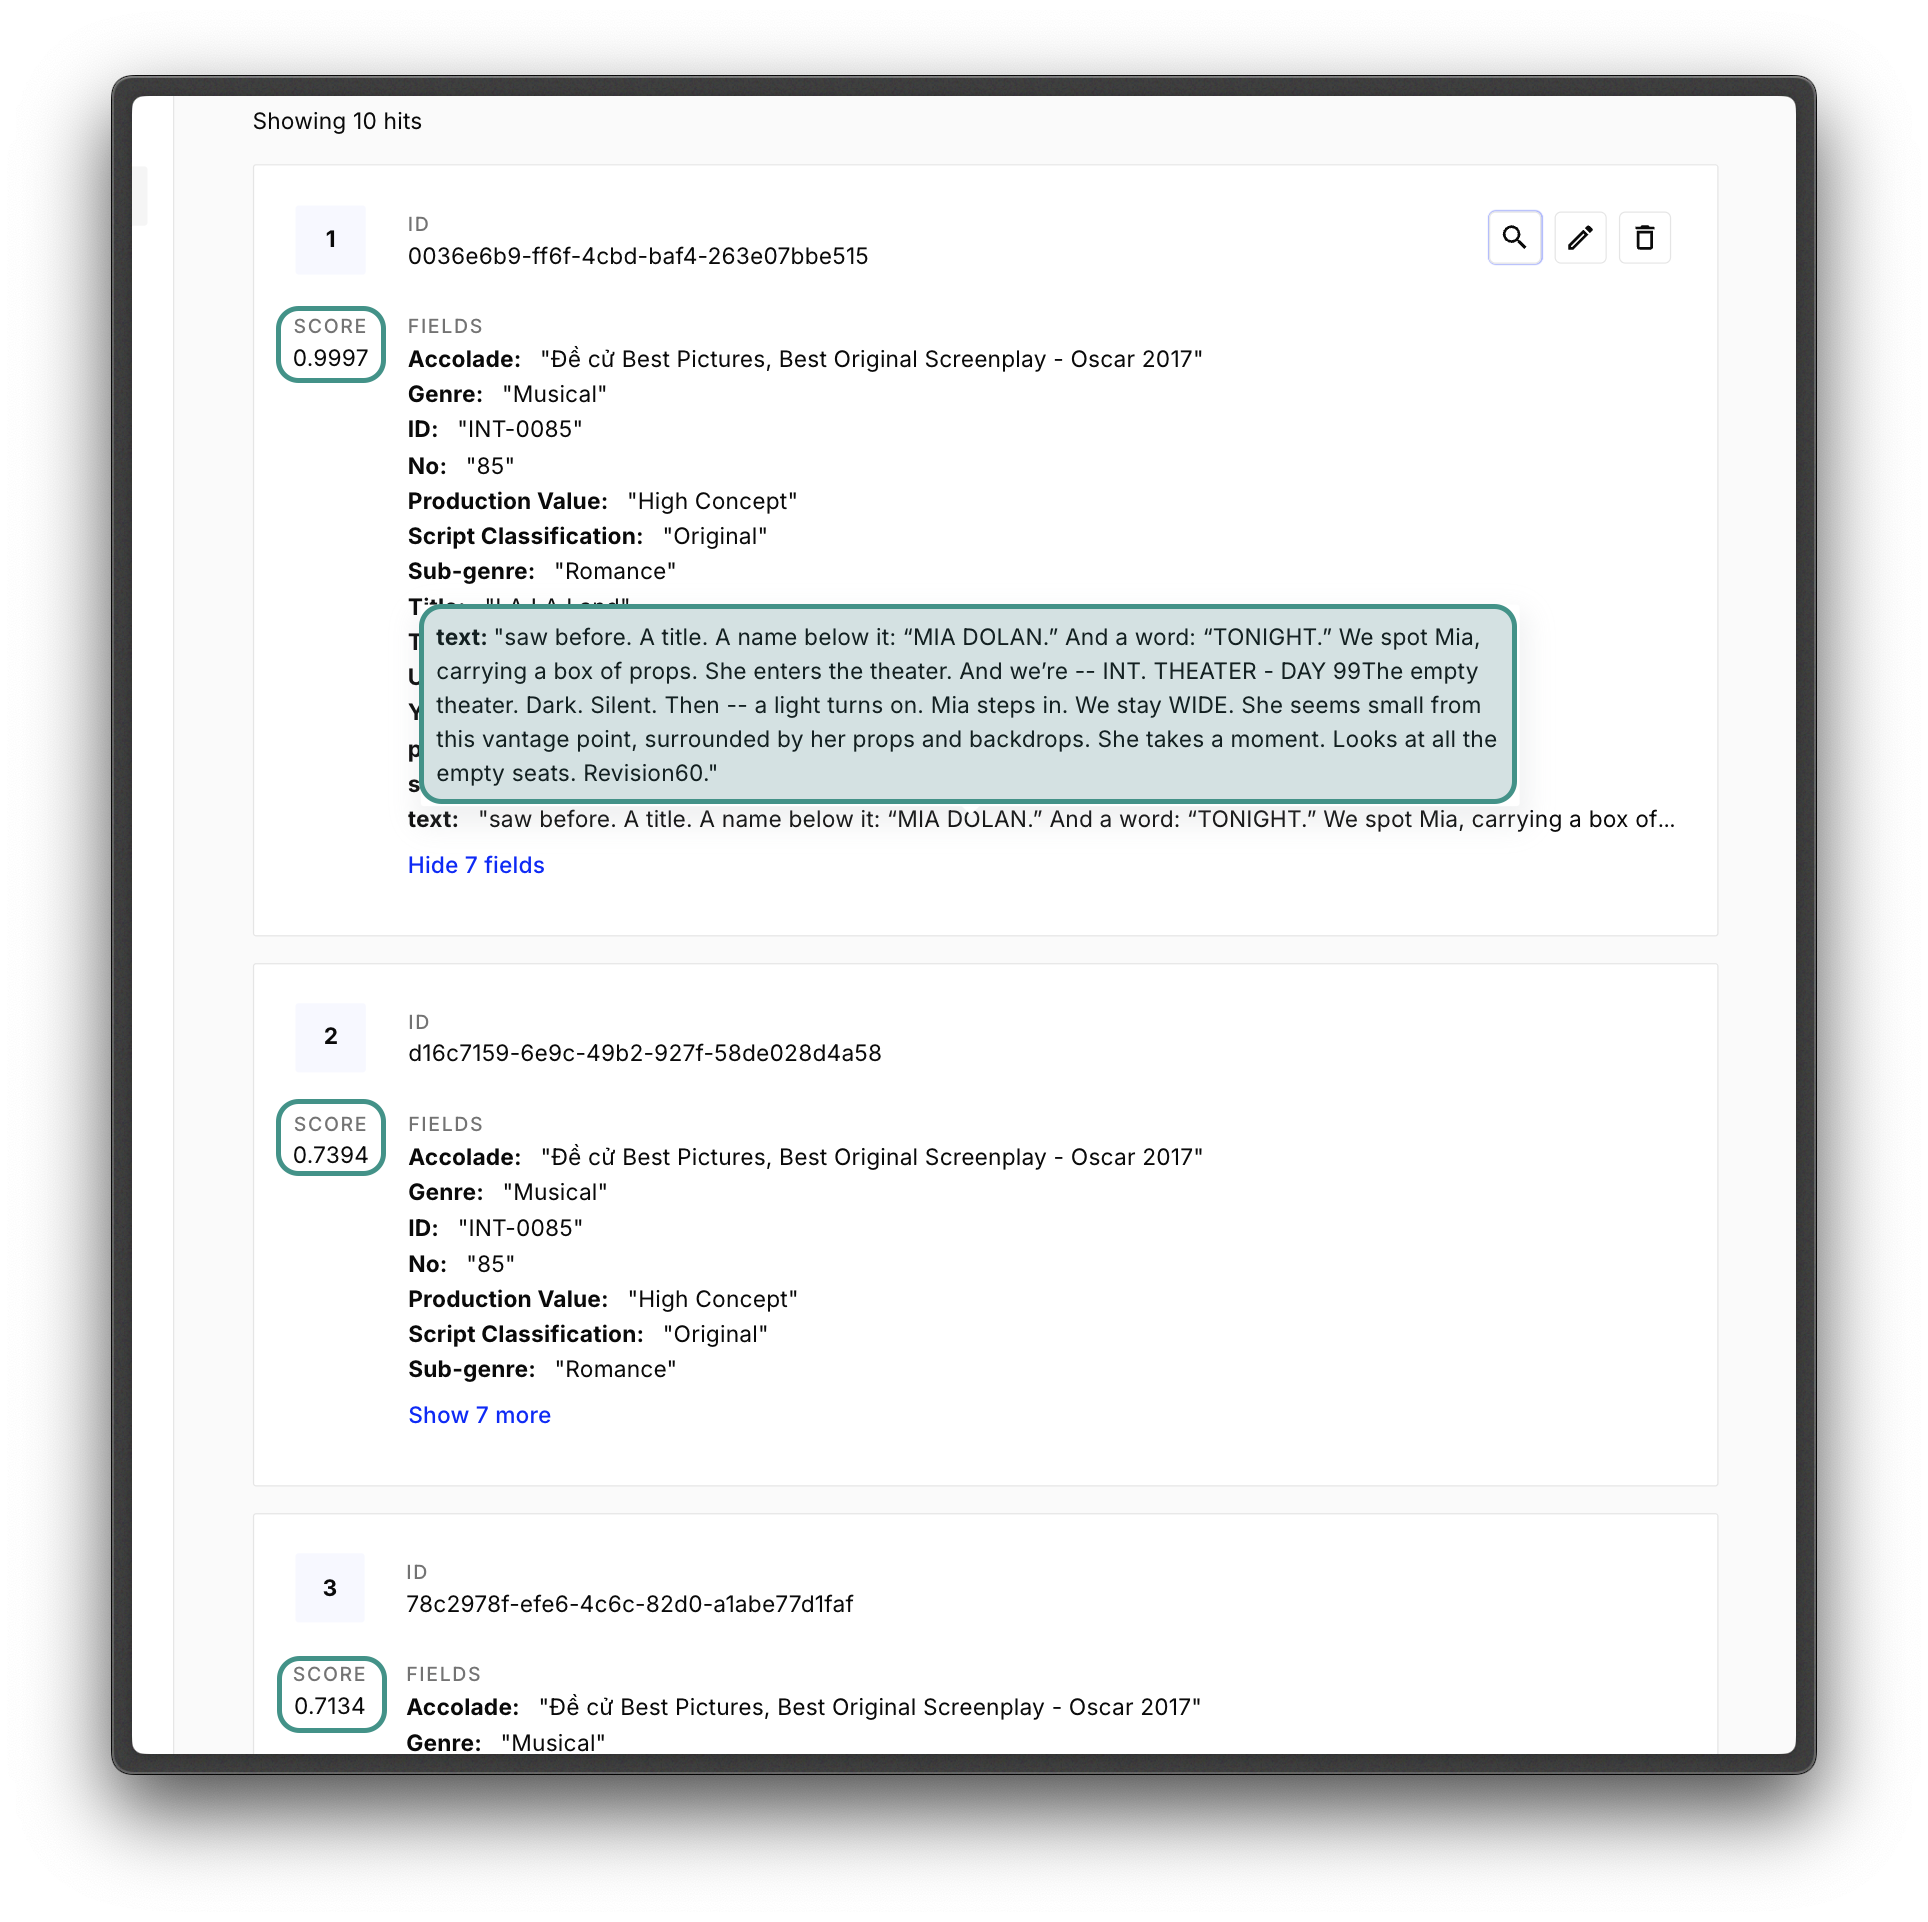 Showing 10 hits
1
ID
0036e6b9-ff6f-4cbd-baf4-263e07bbe515
SCORE
0.9997
FIELDS
Accolade: "Đề cử Best Pictures, Best Original Screenplay - Oscar 2017"
Genre: "Musical"
ID: "INT-0085"
No: "85"
Production Value: "High Concept"
Script Classification: "Original"
Sub-genre: "Romance"
Title: "LA LA Land"
text: "saw before. A title. A name below it: “MIA DOLAN.” And a word: “TONIGHT.” We spot Mia,
carrying a box of props. She enters the theater. And we’re -- INT. THEATER - DAY 99The empty
theater. Dark. Silent. Then -- a light turns on. Mia steps in. We stay WIDE. She seems small from
this vantage point, surrounded by her props and backdrops. She takes a moment. Looks at all the
empty seats. Revision60."
text: "saw before. A title. A name below it: “MIA DOLAN.” And a word: “TONIGHT.” We spot Mia, carrying a box of...
Hide 7 fields
2
ID
d16c7159-6e9c-49b2-927f-58de028d4a58
SCORE
0.7394
FIELDS
Accolade: "Đề cử Best Pictures, Best Original Screenplay - Oscar 2017"
Genre: "Musical"
ID: "INT-0085"
No: "85"
Production Value: "High Concept"
Script Classification: "Original"
Sub-genre: "Romance"
Show 7 more
3
ID
78c2978f-efe6-4c6c-82d0-a1abe77d1faf
SCORE
0.7134
FIELDS
Accolade: "Đề cử Best Pictures, Best Original Screenplay - Oscar 2017"
Genre: "Musical"